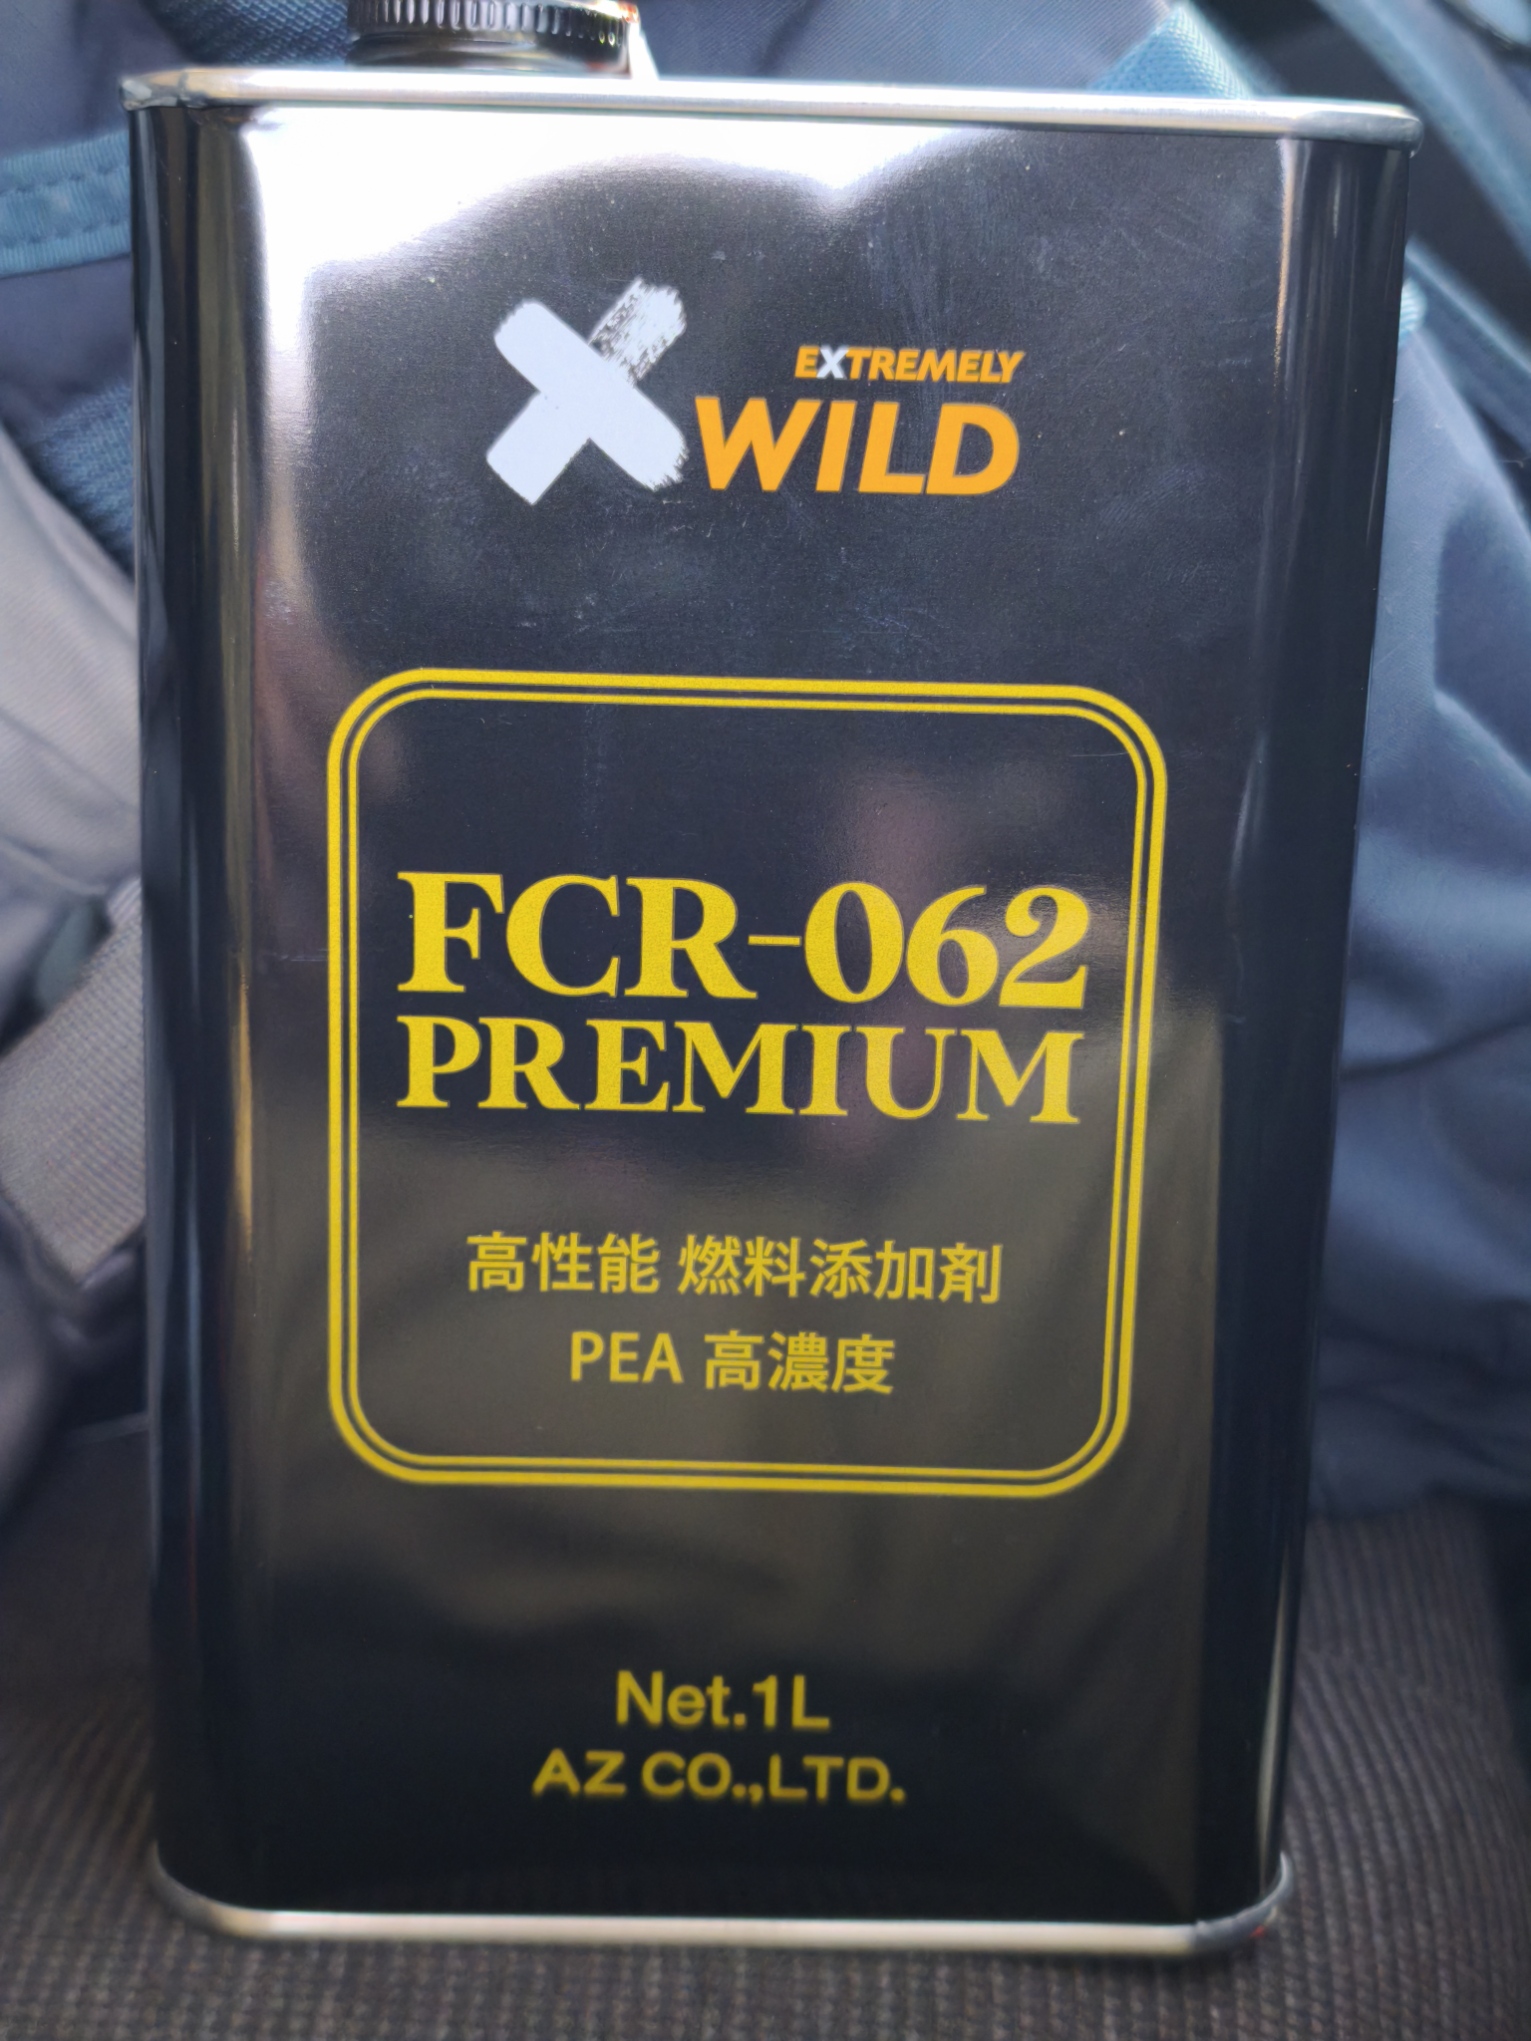 EXTREMELY
X WILD
FCR-062
PREMIUM
高性能 燃料添加剤
PEA 高濃度
Net.1L
AZ CO.,LTD.